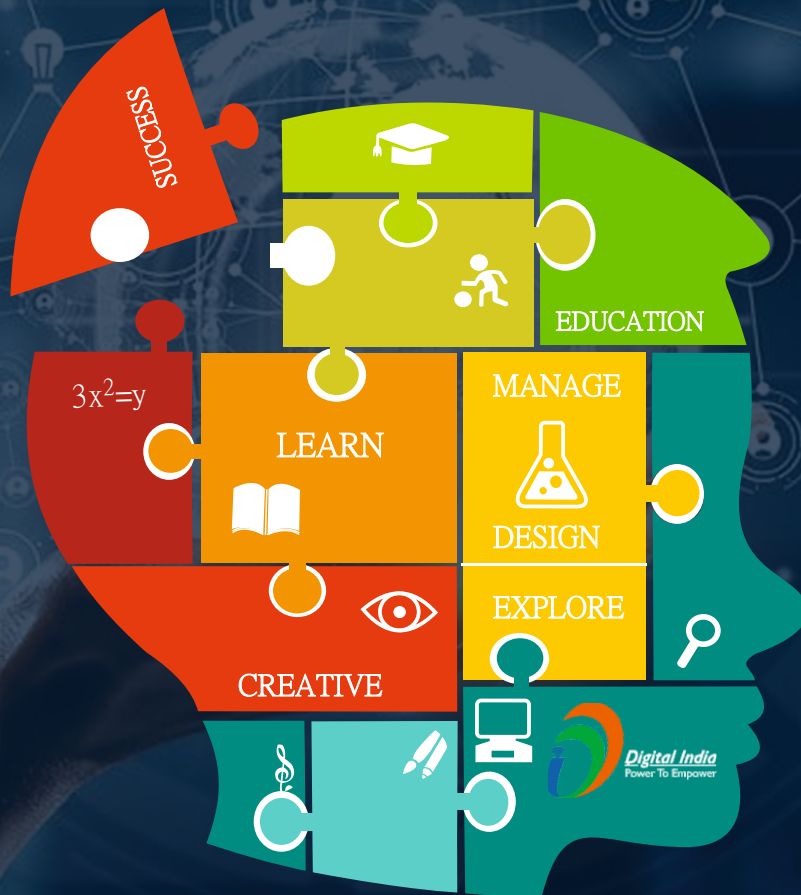 SUCCESS
EDUCATION
3x²=y
MANAGE
LEARN
DESIGN
EXPLORE
CREATIVE
Digital India
Power To Empower